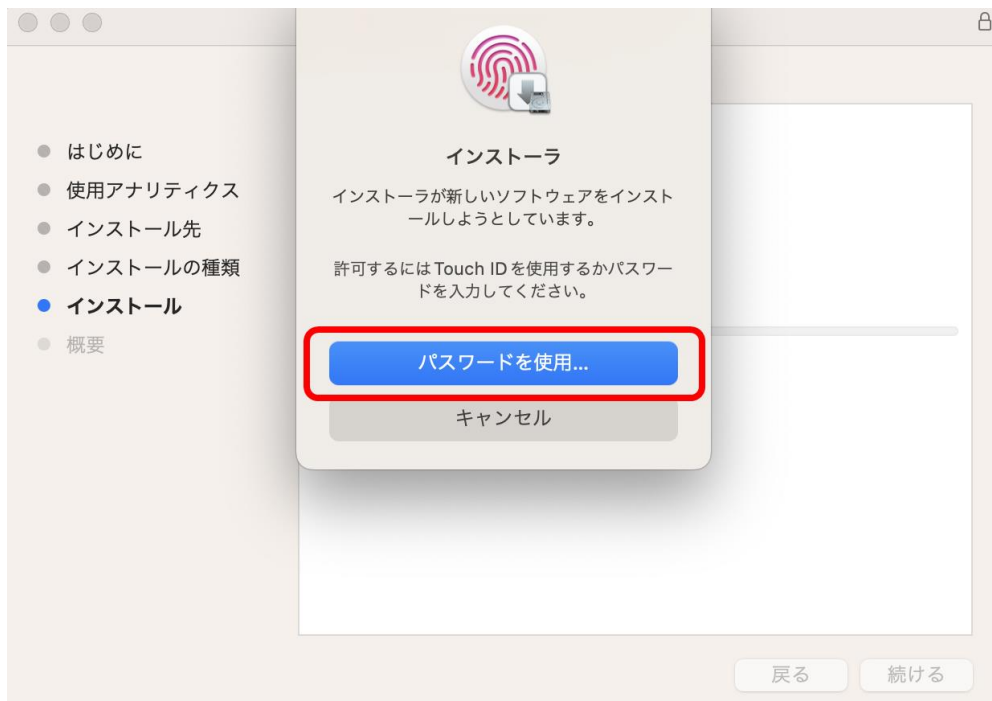 はじめに
使用アナリティクス
インストール先
インストールの種類
インストール
概要
インストーラ
インストーラが新しいソフトウェアをインスト
ールしようとしています。
許可するにはTouch IDを使用するかパスワー
ドを入力してください。
パスワードを使用...
キャンセル
戻る
続ける